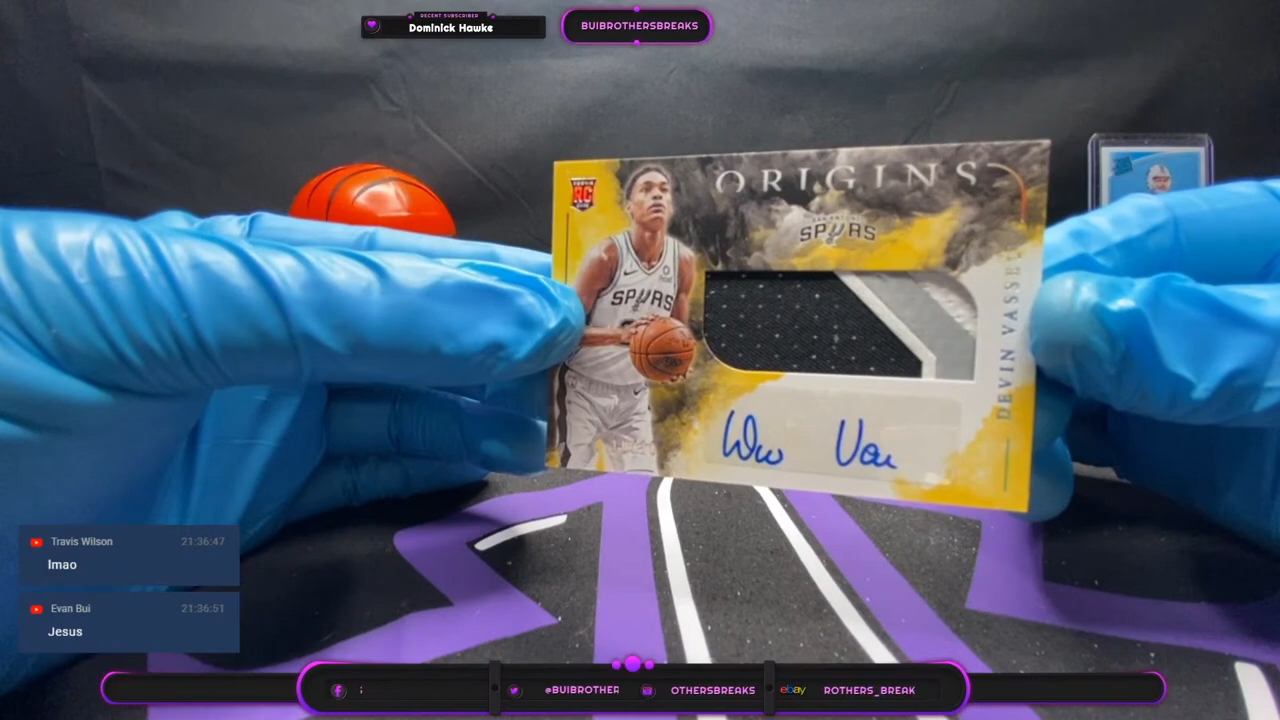 RECENT SUBSCRIBER
Dominick Hawke
BUIBROTHERSBREAKS
RC
ORIGINS
SAN ANTONIO
SPURS
SPURS
DEVIN VASSELL
Travis Wilson 21:36:47
lmao
Evan Bui 21:36:51
Jesus
@BUIBROTHER
OTHERSBREAKS
ebay
ROTHERS_BREAK